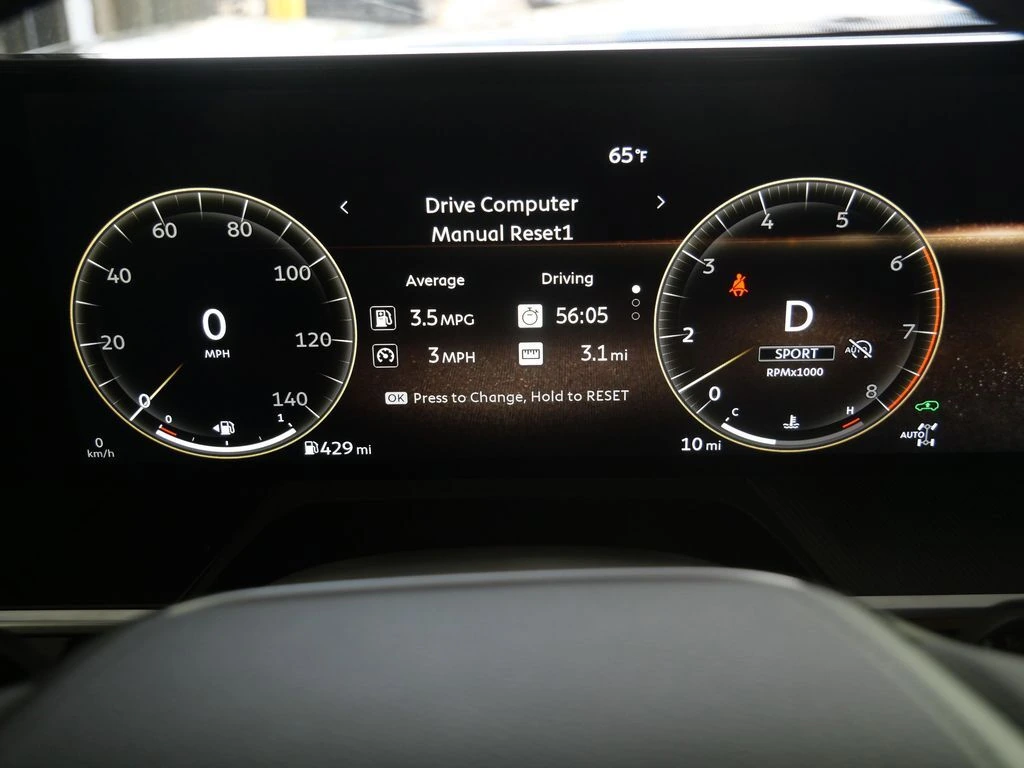 65°F
Drive Computer
Manual Reset1
Average Driving
3.5 MPG 56:05
3 MPH 3.1 mi
OK Press to Change, Hold to RESET
0 20 40 60 80 100 120 140
0
MPH
0 1
0
km/h
429 mi
0 2 3 4 5 6 7 8
D
SPORT
RPMx1000
AUTO
C H
10 mi
AUTO